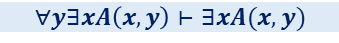 ∀y∃xA(x, y) ⊢ ∃xA(x, y)